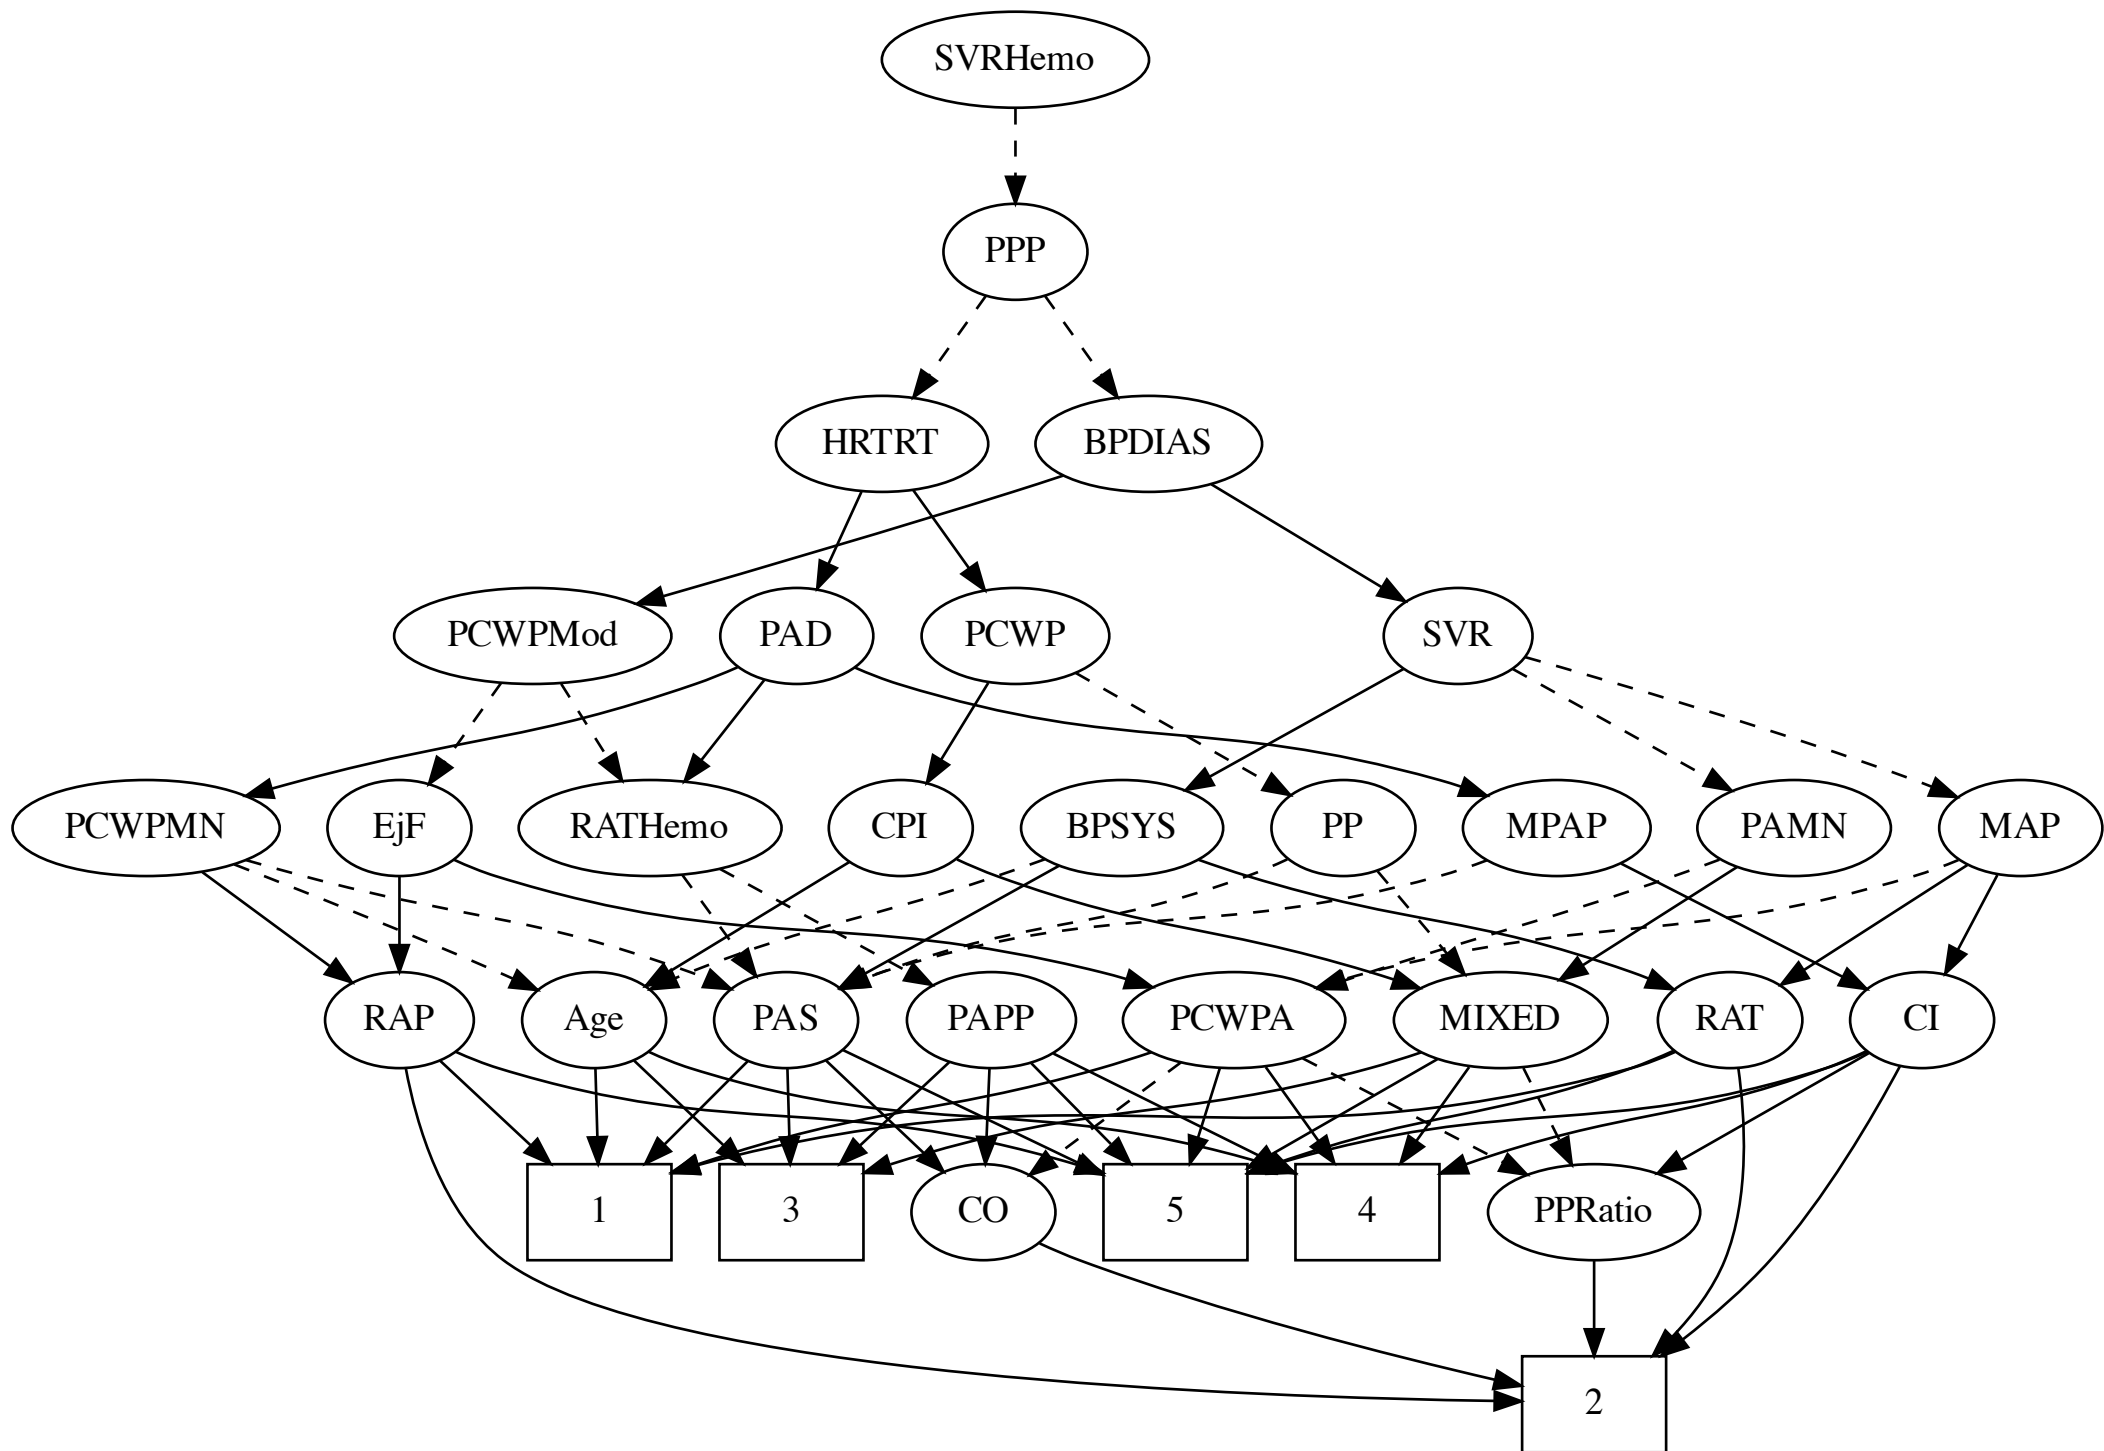 SVRHemo
PPP
HRTRT
BPDIAS
PCWPMod
PAD
PCWP
SVR
PCWPMN
EjF
RATHemo
CPI
BPSYS
PP
MPAP
PAMN
MAP
RAP
Age
PAS
PAPP
PCWPA
MIXED
RAT
CI
1
3
CO
5
4
PPRatio
2